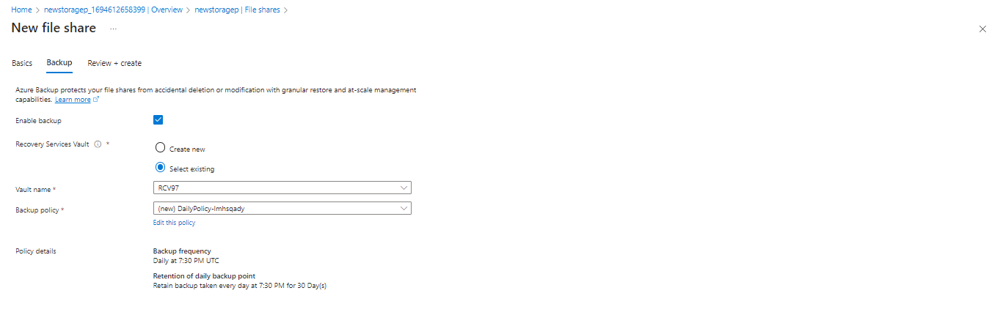 Home > newstoragep_1694612658399 | Overview > newstoragep | File shares >
New file share ...
Basics Backup Review + create
Azure Backup protects your file shares from accidental deletion or modification with granular restore and at-scale management
capabilities. Learn more
Enable backup
Recovery Services Vault *
Create new
Select existing
Vault name * RCV97
Backup policy * (new) DailyPolicy-lmhsqady
Edit this policy
Policy details Backup frequency
Daily at 7:30 PM UTC
Retention of daily backup point
Retain backup taken every day at 7:30 PM for 30 Day(s)